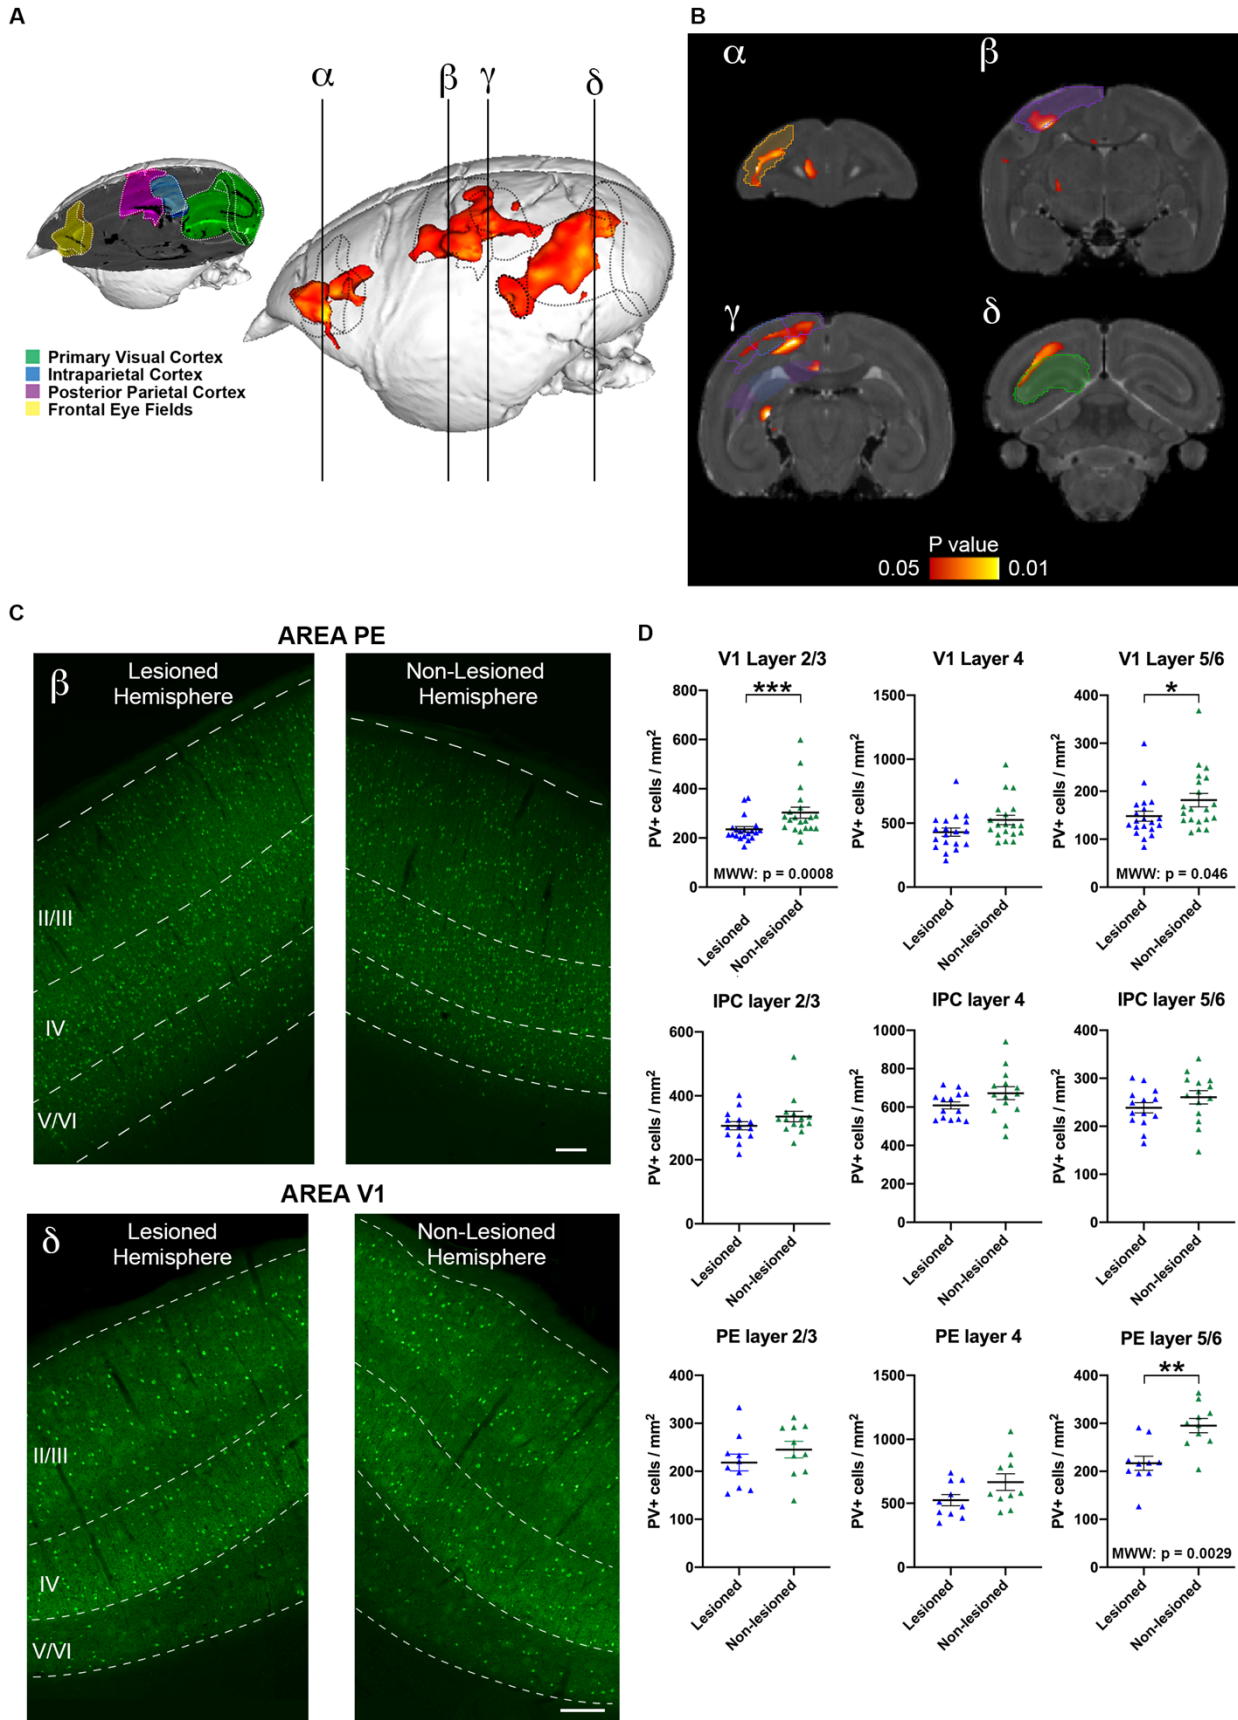 A
α
β
γ
δ
Primary Visual Cortex
Intraparietal Cortex
Posterior Parietal Cortex
Frontal Eye Fields
B
α
β
γ
δ
P value
0.05
0.01
C
AREA PE
β
Lesioned
Hemisphere
Non-Lesioned
Hemisphere
II/III
IV
V/VI
AREA V1
δ
Lesioned
Hemisphere
Non-Lesioned
Hemisphere
II/III
IV
V/VI
D
V1 Layer 2/3
PV+ cells / mm²
800
600
400
200
0
***
MWW: p = 0.0008
Lesioned
Non-lesioned
V1 Layer 4
PV+ cells / mm²
1500
1000
500
0
Lesioned
Non-lesioned
V1 Layer 5/6
PV+ cells / mm²
400
300
200
100
0
*
MWW: p = 0.046
Lesioned
Non-lesioned
IPC layer 2/3
PV+ cells / mm²
600
400
200
0
Lesioned
Non-lesioned
IPC layer 4
PV+ cells / mm²
1000
800
600
400
200
0
Lesioned
Non-lesioned
IPC layer 5/6
PV+ cells / mm²
400
300
200
100
0
Lesioned
Non-lesioned
PE layer 2/3
PV+ cells / mm²
400
300
200
100
0
Lesioned
Non-lesioned
PE layer 4
PV+ cells / mm²
1500
1000
500
0
Lesioned
Non-lesioned
PE layer 5/6
PV+ cells / mm²
400
300
200
100
0
**
MWW: p = 0.0029
Lesioned
Non-lesioned